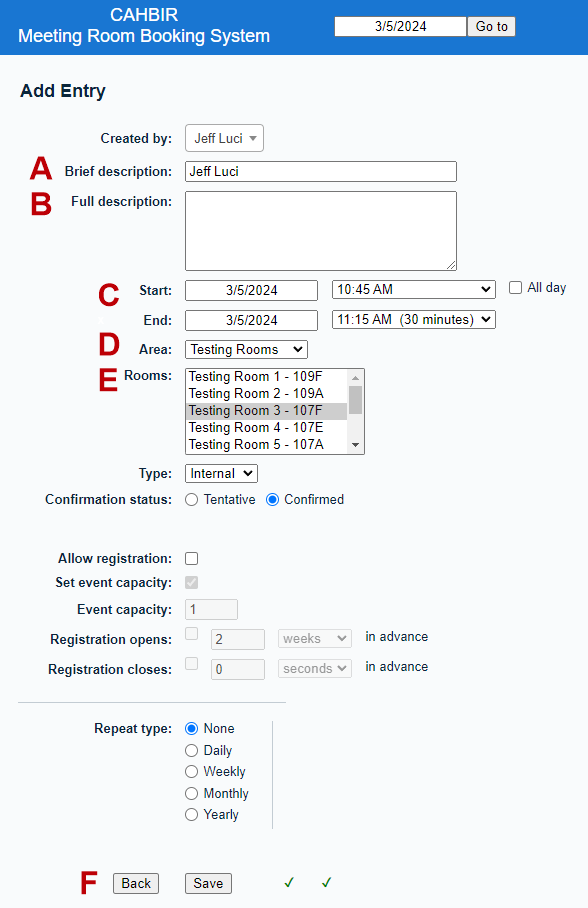 CAHBIR
Meeting Room Booking System
3/5/2024 Go to
Add Entry
Created by: Jeff Luci
A Brief description: Jeff Luci
B Full description:
C Start: 3/5/2024 10:45 AM All day
End: 3/5/2024 11:15 AM (30 minutes)
D Area: Testing Rooms
E Rooms: Testing Room 1 - 109F
Testing Room 2 - 109A
Testing Room 3 - 107F
Testing Room 4 - 107E
Testing Room 5 - 107A
Type: Internal
Confirmation status: Tentative Confirmed
Allow registration:
Set event capacity:
Event capacity: 1
Registration opens: 2 weeks in advance
Registration closes: 0 seconds in advance
Repeat type: None
Daily
Weekly
Monthly
Yearly
F Back Save